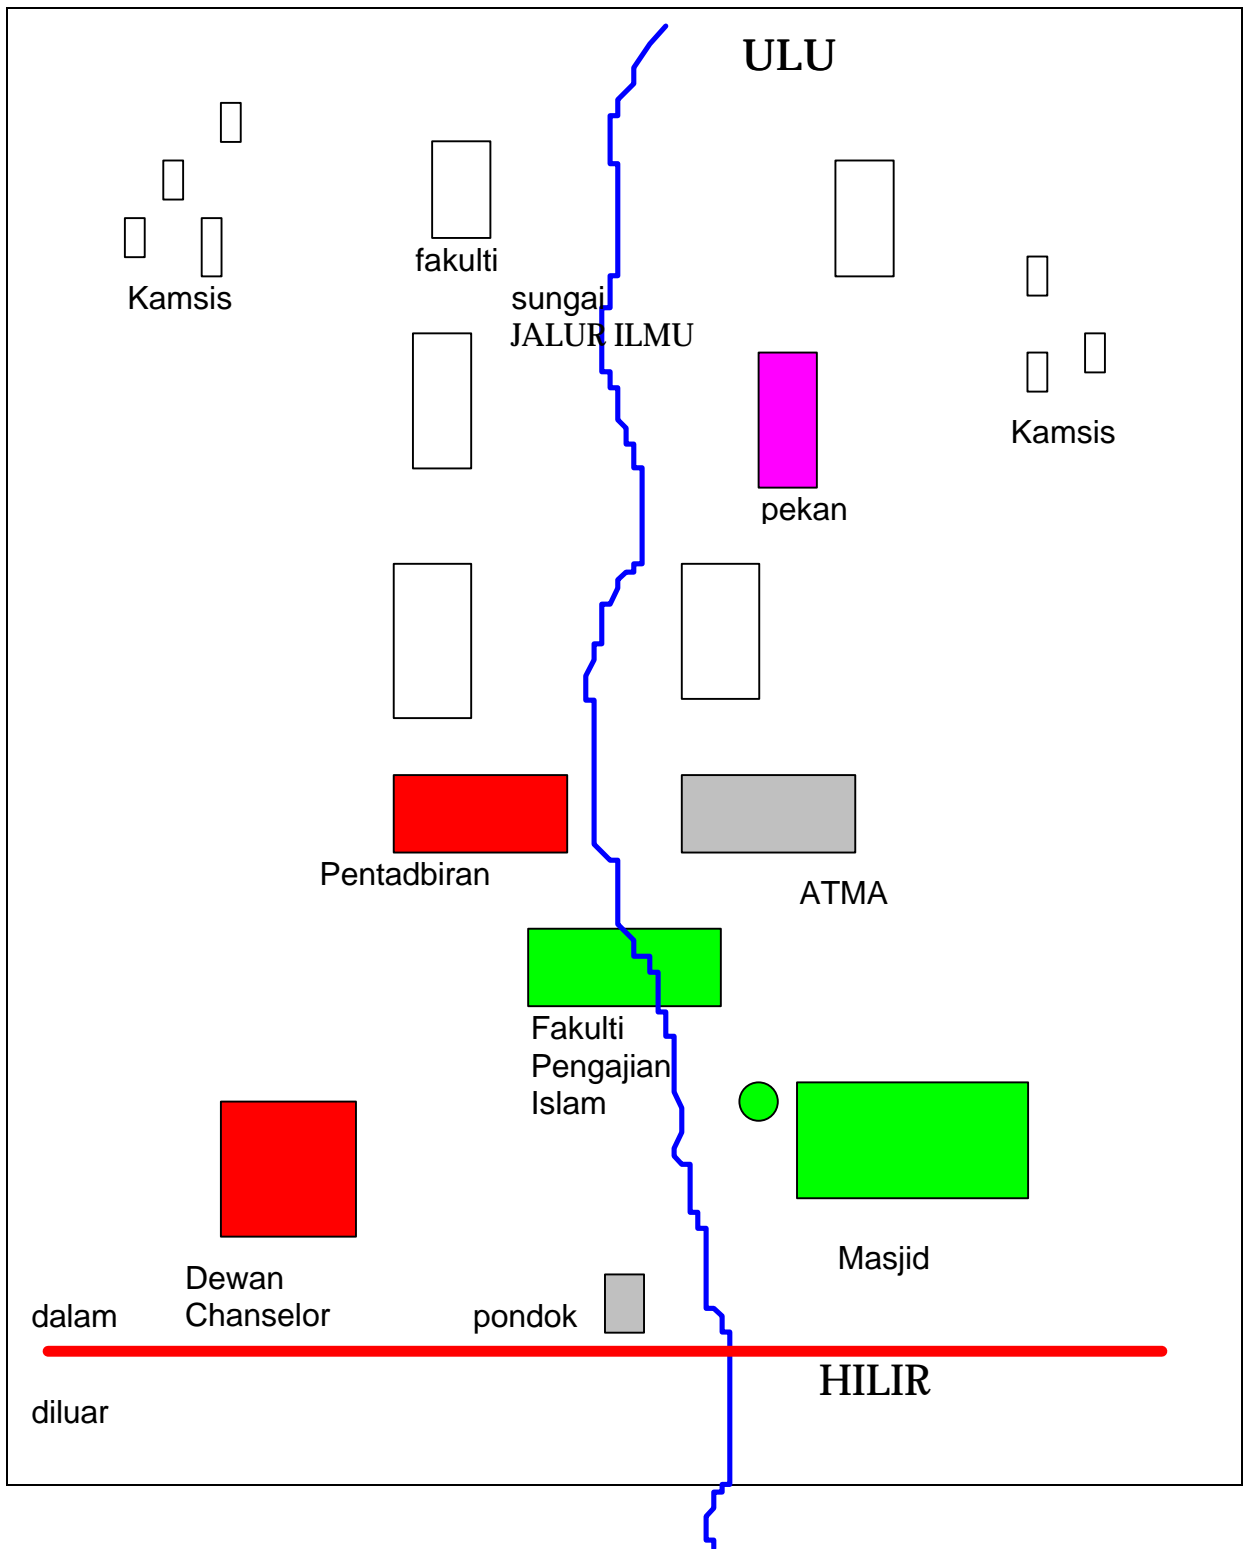 ULU
fakulti
Kamsis
sungai
JALUR ILMU
Kamsis
pekan
Pentadbiran
ATMA
Fakulti
Pengajian
Islam
Masjid
Dewan
Chanselor
dalam
pondok
HILIR
diluar